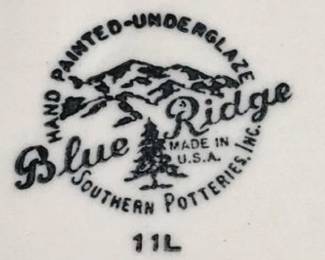 HAND PAINTED-UNDERGLAZE
Blue Ridge
MADE IN
U.S.A.
SOUTHERN POTTERIES, INC.
11L